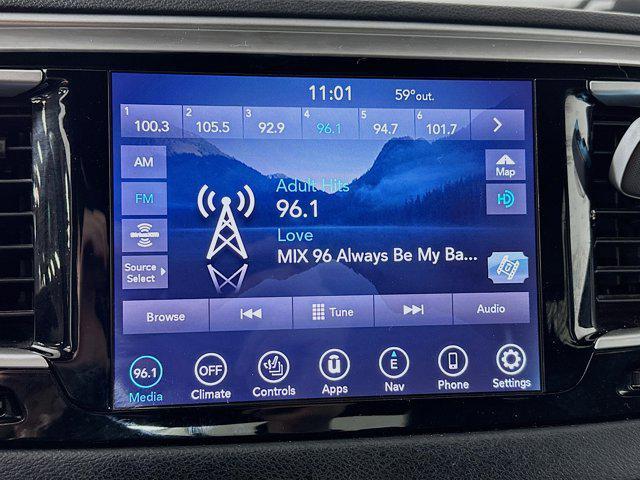 11:01 59°out.
1 100.3 2 105.5 3 92.9 4 96.1 5 94.7 6 101.7 >
AM
Map
Adult Hits
FM
96.1
HD
SiriusXM
Love
MIX 96 Always Be My Ba...
Source
Select
Browse Tune Audio
96.1 OFF E
Media Climate Controls Apps Nav Phone Settings